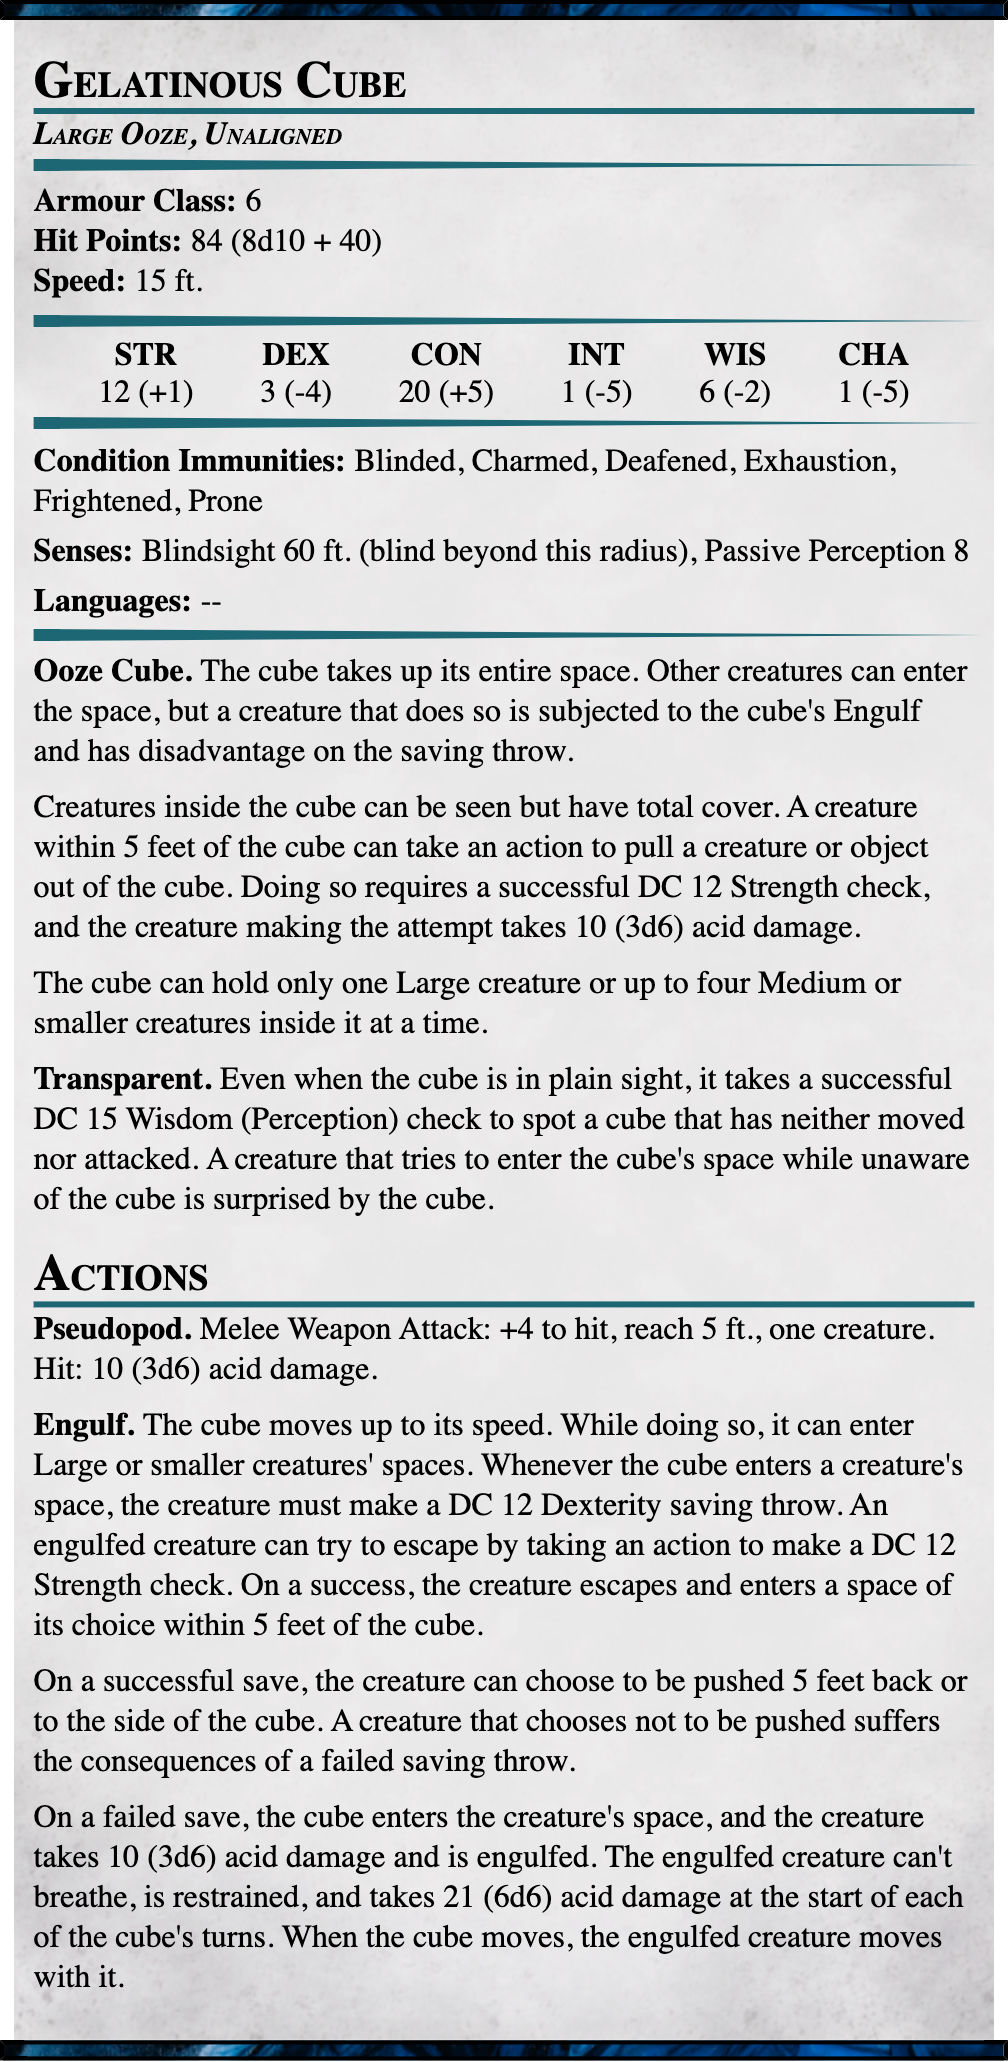 Gelatinous Cube
Large Ooze, Unaligned
Armour Class: 6
Hit Points: 84 (8d10 + 40)
Speed: 15 ft.
STR DEX CON INT WIS CHA
12 (+1) 3 (-4) 20 (+5) 1 (-5) 6 (-2) 1 (-5)
Condition Immunities: Blinded, Charmed, Deafened, Exhaustion,
Frightened, Prone
Senses: Blindsight 60 ft. (blind beyond this radius), Passive Perception 8
Languages: --
Ooze Cube. The cube takes up its entire space. Other creatures can enter
the space, but a creature that does so is subjected to the cube's Engulf
and has disadvantage on the saving throw.
Creatures inside the cube can be seen but have total cover. A creature
within 5 feet of the cube can take an action to pull a creature or object
out of the cube. Doing so requires a successful DC 12 Strength check,
and the creature making the attempt takes 10 (3d6) acid damage.
The cube can hold only one Large creature or up to four Medium or
smaller creatures inside it at a time.
Transparent. Even when the cube is in plain sight, it takes a successful
DC 15 Wisdom (Perception) check to spot a cube that has neither moved
nor attacked. A creature that tries to enter the cube's space while unaware
of the cube is surprised by the cube.
Actions
Pseudopod. Melee Weapon Attack: +4 to hit, reach 5 ft., one creature.
Hit: 10 (3d6) acid damage.
Engulf. The cube moves up to its speed. While doing so, it can enter
Large or smaller creatures' spaces. Whenever the cube enters a creature's
space, the creature must make a DC 12 Dexterity saving throw. An
engulfed creature can try to escape by taking an action to make a DC 12
Strength check. On a success, the creature escapes and enters a space of
its choice within 5 feet of the cube.
On a successful save, the creature can choose to be pushed 5 feet back or
to the side of the cube. A creature that chooses not to be pushed suffers
the consequences of a failed saving throw.
On a failed save, the cube enters the creature's space, and the creature
takes 10 (3d6) acid damage and is engulfed. The engulfed creature can't
breathe, is restrained, and takes 21 (6d6) acid damage at the start of each
of the cube's turns. When the cube moves, the engulfed creature moves
with it.